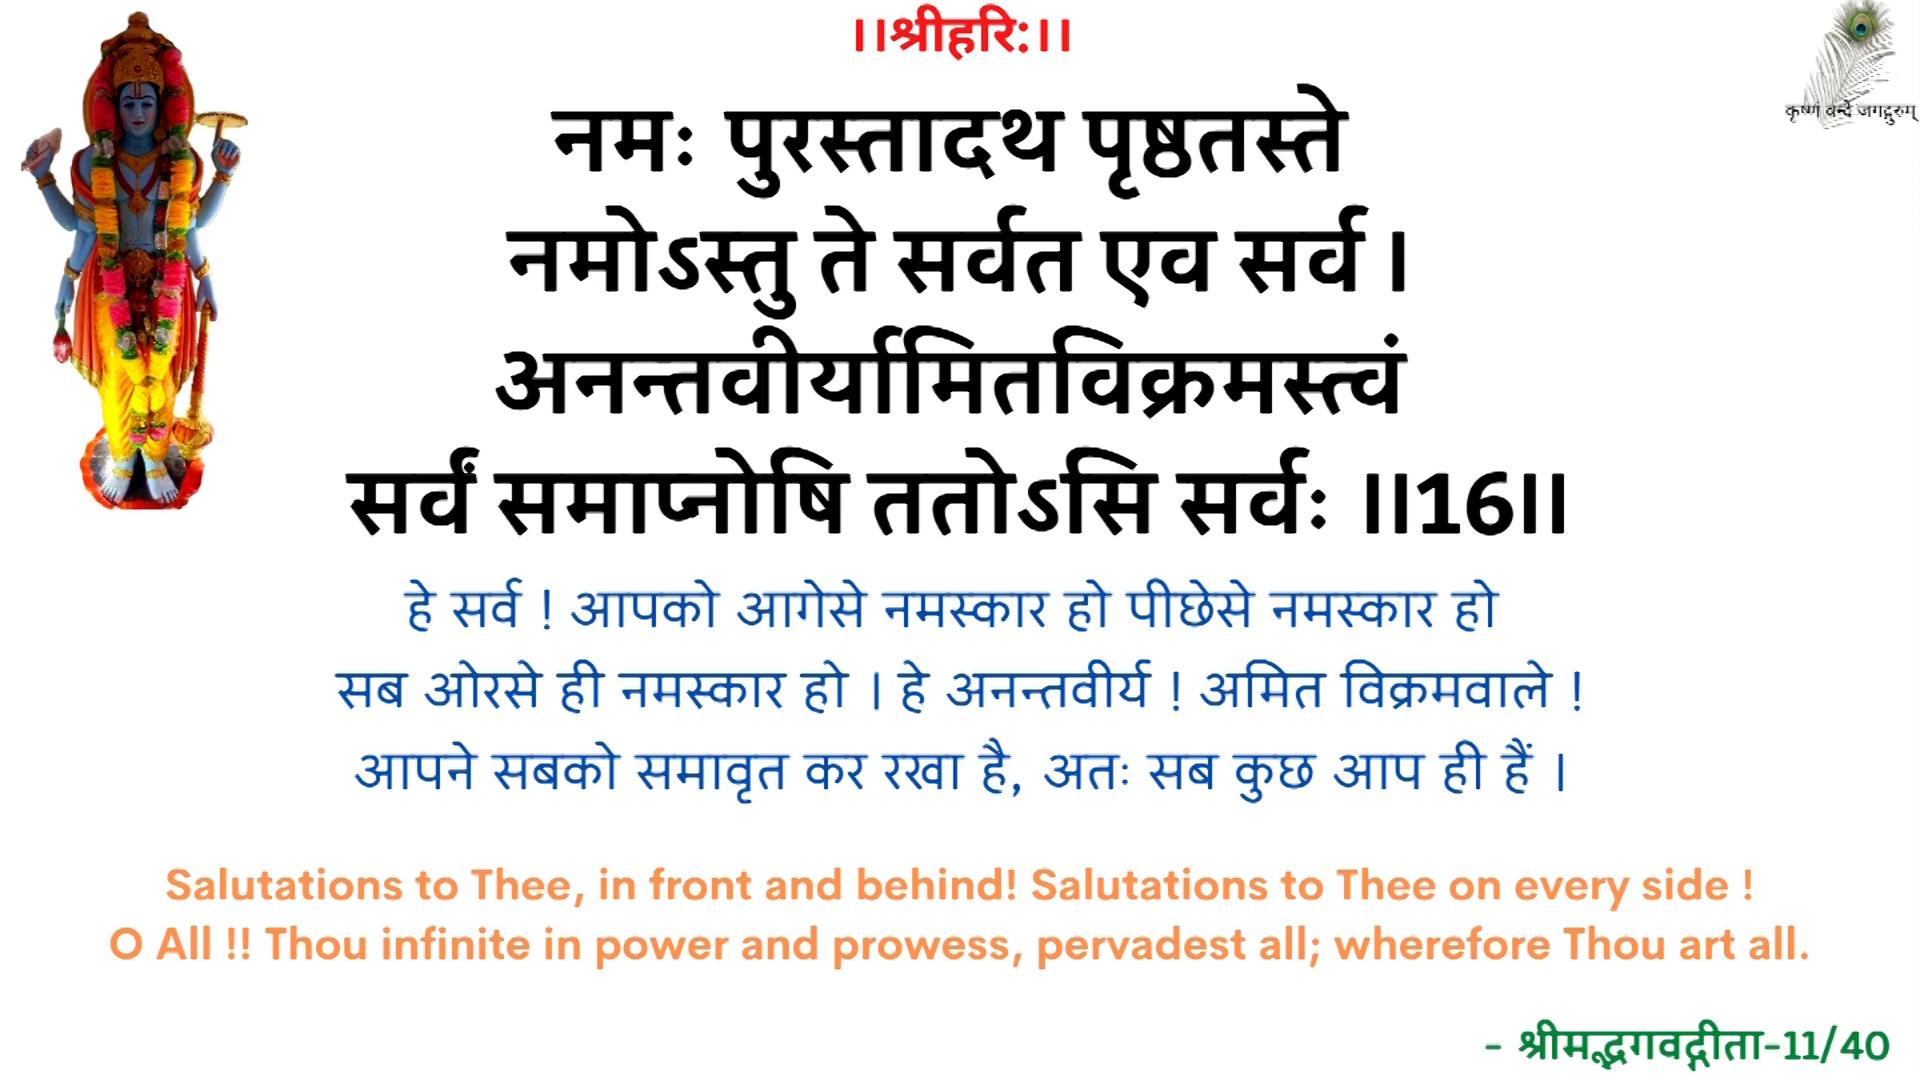 ।।श्रीहरि:।।
कृष्णं वन्दे जगद्गुरुम्
नमः पुरस्तादथ पृष्ठतस्ते
नमोऽस्तु ते सर्वत एव सर्व ।
अनन्तवीर्यामितविक्रमस्त्वं
सर्वं समाप्नोषि ततोऽसि सर्वः ॥16॥
हे सर्व ! आपको आगेसे नमस्कार हो पीछेसे नमस्कार हो
सब ओरसे ही नमस्कार हो । हे अनन्तवीर्य ! अमित विक्रमवाले !
आपने सबको समावृत कर रखा है, अतः सब कुछ आप ही हैं ।
Salutations to Thee, in front and behind! Salutations to Thee on every side !
O All !! Thou infinite in power and prowess, pervadest all; wherefore Thou art all.
- श्रीमद्भगवद्गीता-11/40